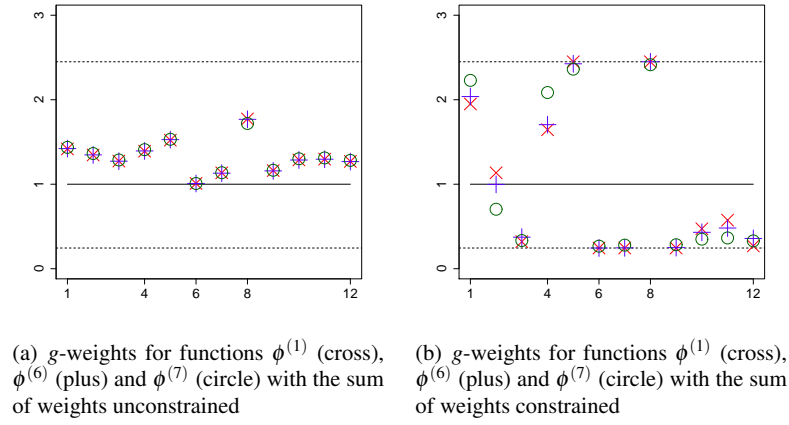 3
2
1
0
1 4 6 8 12
3
2
1
0
1 4 6 8 12
(a) g-weights for functions ϕ⁽¹⁾ (cross),
ϕ⁽⁶⁾ (plus) and ϕ⁽⁷⁾ (circle) with the sum
of weights unconstrained
(b) g-weights for functions ϕ⁽¹⁾ (cross),
ϕ⁽⁶⁾ (plus) and ϕ⁽⁷⁾ (circle) with the sum
of weights constrained